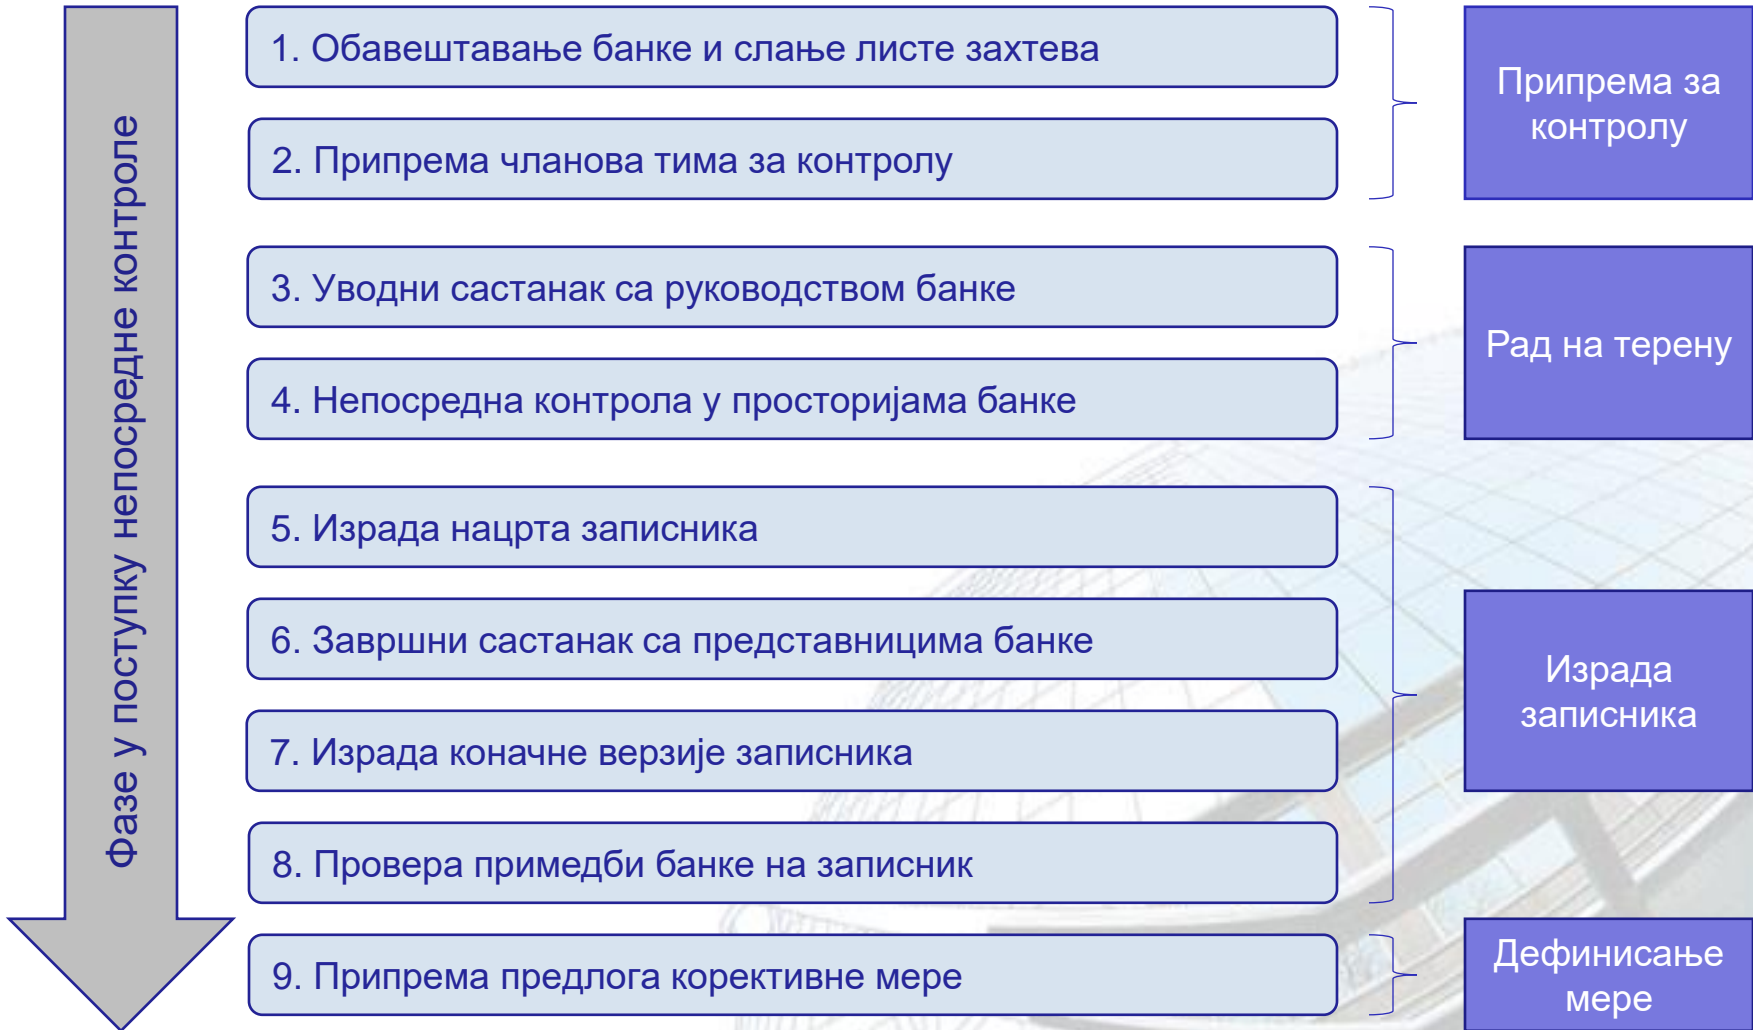 Фазе у поступку непосредне контроле
1. Обавештавање банке и слање листе захтева
2. Припрема чланова тима за контролу
Припрема за
контролу
3. Уводни састанак са руководством банке
4. Непосредна контрола у просторијама банке
Рад на терену
5. Израда нацрта записника
6. Завршни састанак са представницима банке
7. Израда коначне верзије записника
8. Провера примедби банке на записник
Израда
записника
9. Припрема предлога корективне мере
Дефинисање
мере